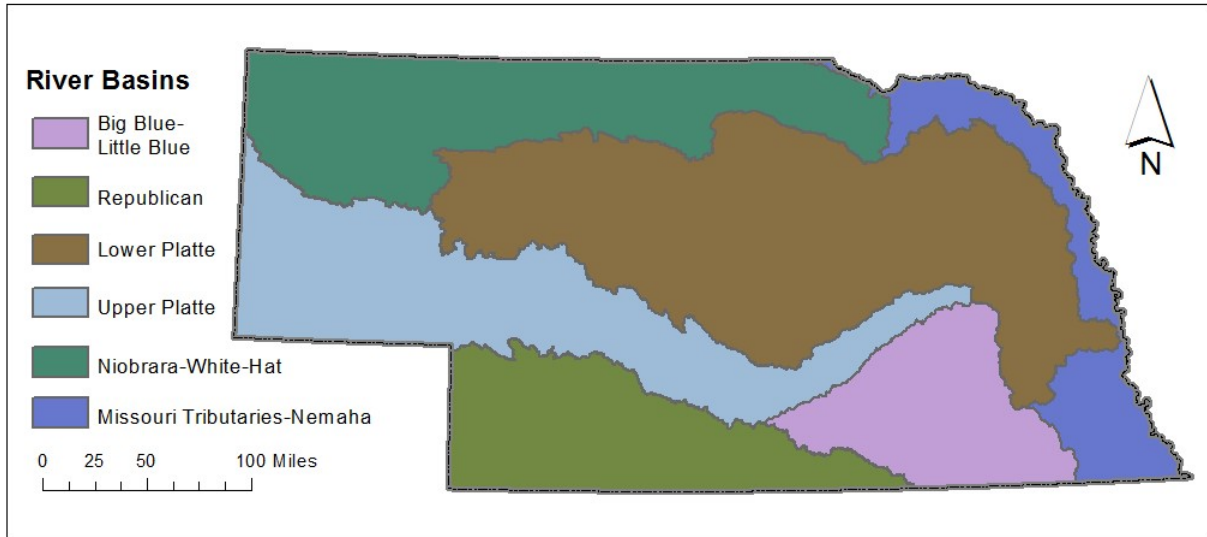 River Basins
Big Blue-
Little Blue
Republican
Lower Platte
Upper Platte
Niobrara-White-Hat
Missouri Tributaries-Nemaha
0 25 50 100 Miles
N